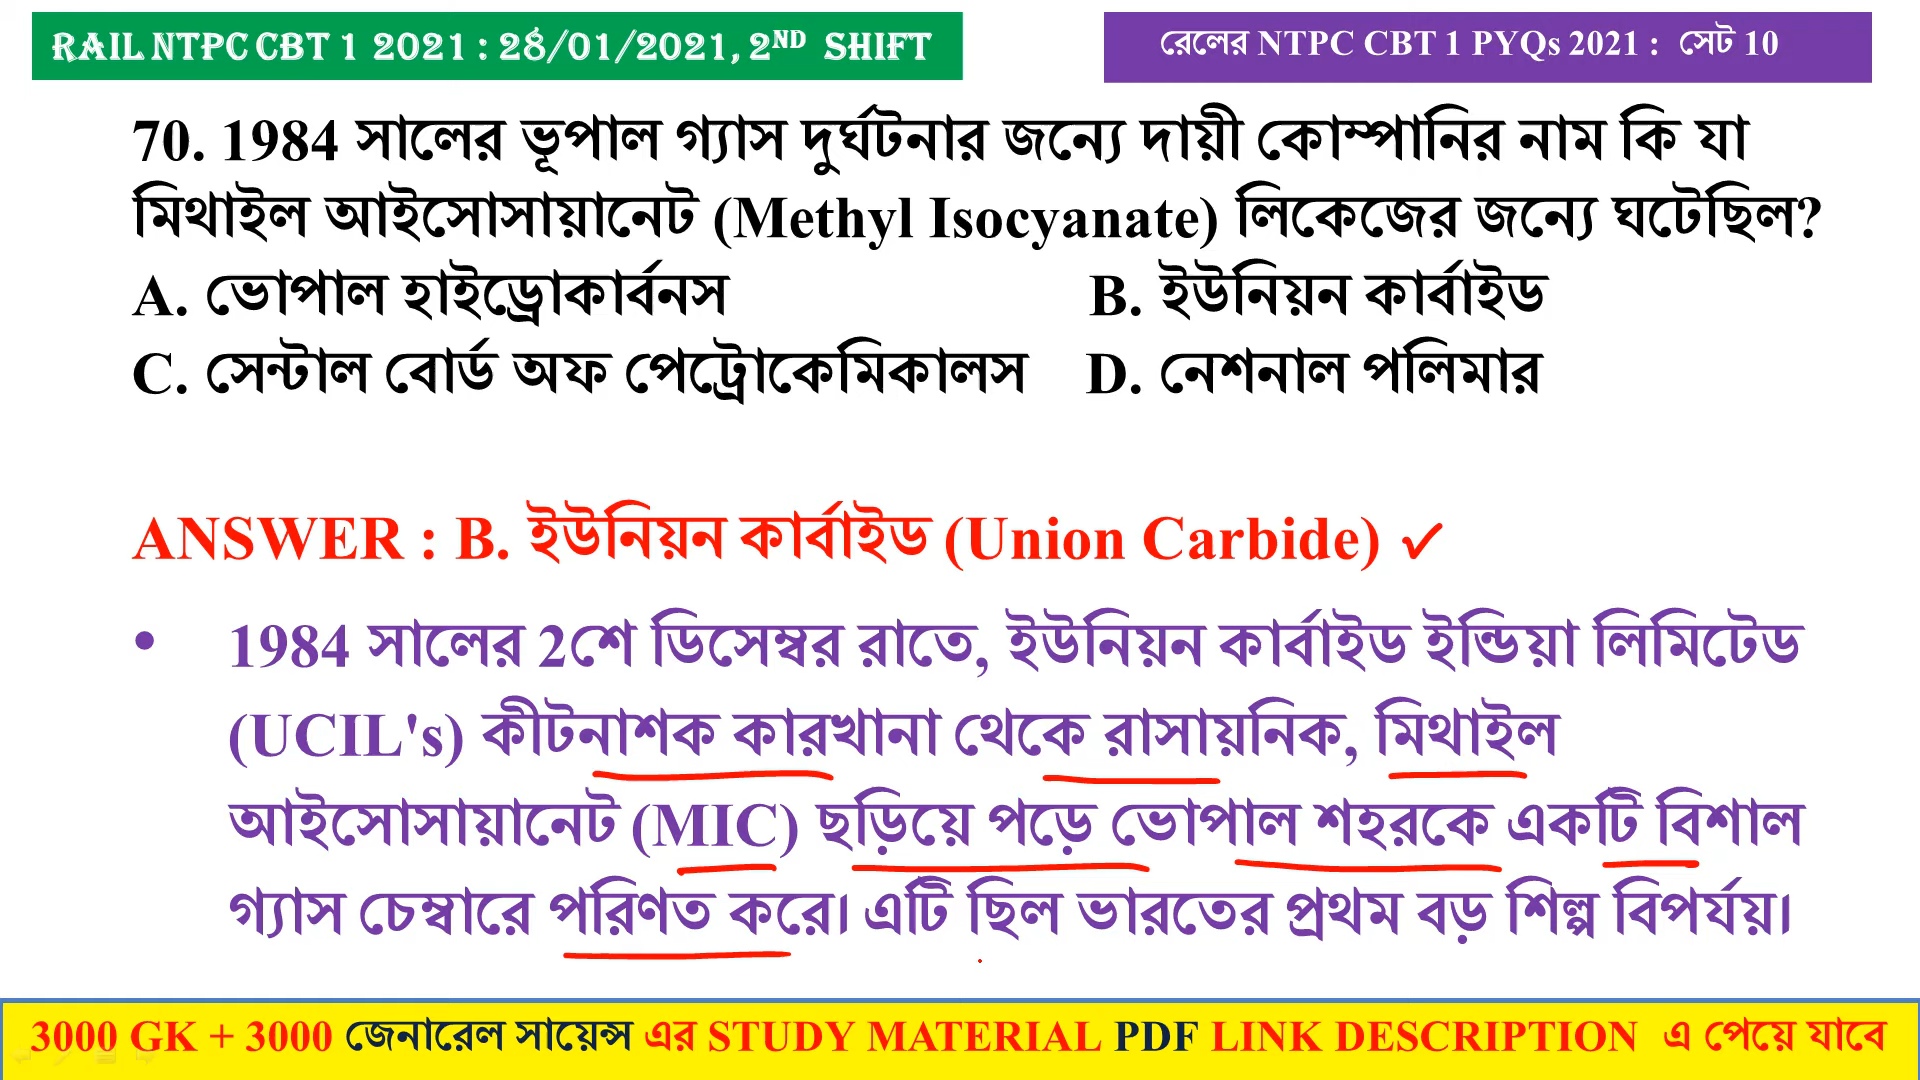 RAIL NTPC CBT 1 2021 : 28/01/2021, 2ND SHIFT
রেলের NTPC CBT 1 PYQs 2021 : সেট 10
70. 1984 সালের ভূপাল গ্যাস দুর্ঘটনার জন্যে দায়ী কোম্পানির নাম কি যা
মিথাইল আইসোসায়ানেট (Methyl Isocyanate) লিকেজের জন্যে ঘটেছিল?
A. ভোপাল হাইড্রোকার্বনস B. ইউনিয়ন কার্বাইড
C. সেন্টাল বোর্ড অফ পেট্রোকেমিকালস D. নেশনাল পলিমার
ANSWER : B. ইউনিয়ন কার্বাইড (Union Carbide) ✓
• 1984 সালের 2শে ডিসেম্বর রাতে, ইউনিয়ন কার্বাইড ইন্ডিয়া লিমিটেড
(UCIL's) কীটনাশক কারখানা থেকে রাসায়নিক, মিথাইল
আইসোসায়ানেট (MIC) ছড়িয়ে পড়ে ভোপাল শহরকে একটি বিশাল
গ্যাস চেম্বারে পরিণত করে। এটি ছিল ভারতের প্রথম বড় শিল্প বিপর্যয়।
3000 GK + 3000 জেনারেল সায়েন্স এর STUDY MATERIAL PDF LINK DESCRIPTION এ পেয়ে যাবে